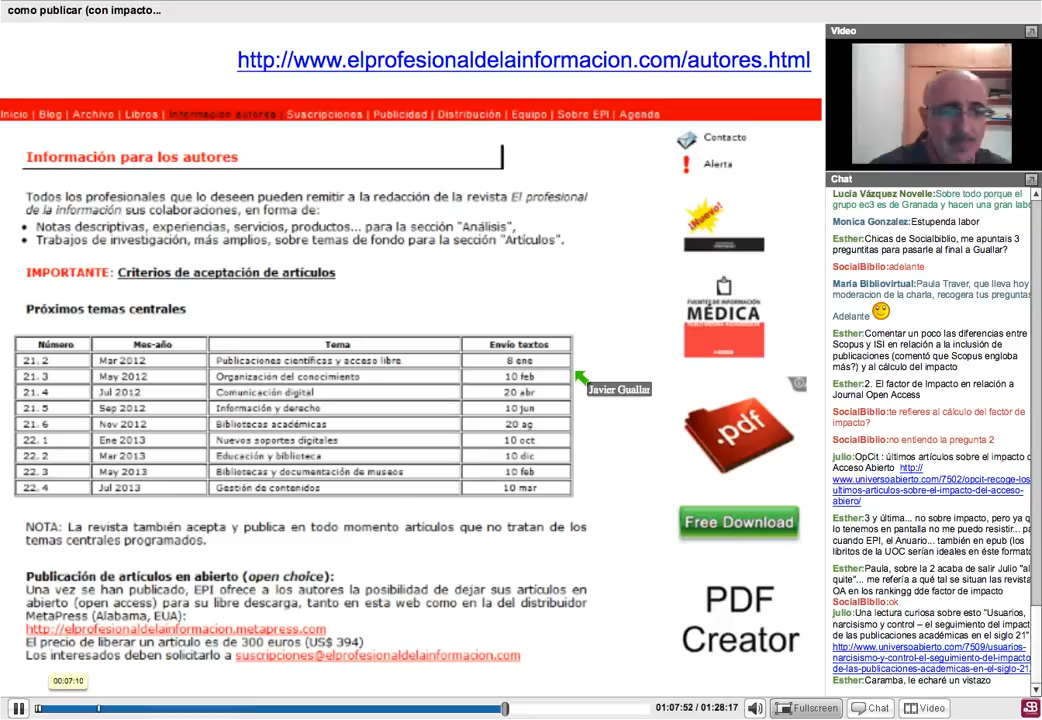 como publicar (con impacto...
http://www.elprofesionaldelainformacion.com/autores.html
Inicio | Blog | Archivo | Libros | Información autores | Suscripciones | Publicidad | Distribución | Equipo | Sobre EPI | Agenda
Información para los autores
Todos los profesionales que lo deseen pueden remitir a la redacción de la revista El profesional
de la información sus colaboraciones, en forma de:
• Notas descriptivas, experiencias, servicios, productos... para la sección "Análisis",
• Trabajos de investigación, más amplios, sobre temas de fondo para la sección "Artículos".
IMPORTANTE: Criterios de aceptación de artículos
Próximos temas centrales
Número Mes-año Tema Envío textos
21. 2 Mar 2012 Publicaciones científicas y acceso libre 8 ene
21. 3 May 2012 Organización del conocimiento 10 feb
21. 4 Jul 2012 Comunicación digital 20 abr
21. 5 Sep 2012 Información y derecho 10 jun
21. 6 Nov 2012 Bibliotecas académicas 20 ag
22. 1 Ene 2013 Nuevos soportes digitales 10 oct
22. 2 Mar 2013 Educación y biblioteca 10 dic
22. 3 May 2013 Bibliotecas y documentación de museos 10 feb
22. 4 Jul 2013 Gestión de contenidos 10 mar
Javier Guallar
NOTA: La revista también acepta y publica en todo momento artículos que no tratan de los
temas centrales programados.
Publicación de artículos en abierto (open choice):
Una vez se han publicado, EPI ofrece a los autores la posibilidad de dejar sus artículos en
abierto (open access) para su libre descarga, tanto en esta web como en la del distribuidor
MetaPress (Alabama, EUA):
http://elprofesionaldelainformacion.metapress.com
El precio de liberar un artículo es de 300 euros (US$ 394)
Los interesados deben solicitarlo a suscripciones@elprofesionaldelainformacion.com
Contacto
Alerta
¡Nuevo!
FUENTES DE INFORMACIÓN
MÉDICA
.pdf
Free Download
PDF
Creator
Video
Chat
Lucía Vázquez Novelle:Sobre todo porque el
grupo ec3 es de Granada y hacen una gran labo
Monica Gonzalez:Estupenda labor
Esther:Chicas de Socialbiblio, me apuntais 3
preguntitas para pasarle al final a Guallar?
SocialBiblio:adelante
María Bibliovirtual:Paula Traver, que lleva hoy
moderacion de la charla, recogera tus preguntas
Adelante
Esther:Comentar un poco las diferencias entre
Scopus y ISI en relación a la inclusión de
publicaciones (comentó que Scopus engloba
más?) y al cálculo del impacto
Esther:2. El factor de Impacto en relación a
Journal Open Access
SocialBiblio:te refieres al cálculo del factor de
impacto?
SocialBiblio:no entiendo la pregunta 2
julio:OpCit : últimos artículos sobre el impacto d
Acceso Abierto http://
www.universoabierto.com/7502/opcit-recoge-los
ultimos-articulos-sobre-el-impacto-del-acceso-
abiero/
Esther:3 y última... no sobre impacto, pero ya q
lo tenemos en pantalla no me puedo resistir... pa
cuando EPI, el Anuario... también en epub (los
libritos de la UOC serían ideales en éste formato
Esther:Paula, sobre la 2 acaba de salir Julio "al
quite"... me refería a qué tal se situan las revista
OA en los rankingg dde factor de impacto
SocialBiblio:ok
julio:Una lectura curiosa sobre esto "Usuarios,
narcisismo y control – el seguimiento del impact
de las publicaciones académicas en el siglo 21"
http://www.universoabierto.com/7509/usuarios-
narcisismo-y-control-el-seguimiento-del-impacto
de-las-publicaciones-academicas-en-el-siglo-21/
Esther:Caramba, le echaré un vistazo
00:07:10
01:07:52 / 01:28:17
Fullscreen
Chat
Video
SB